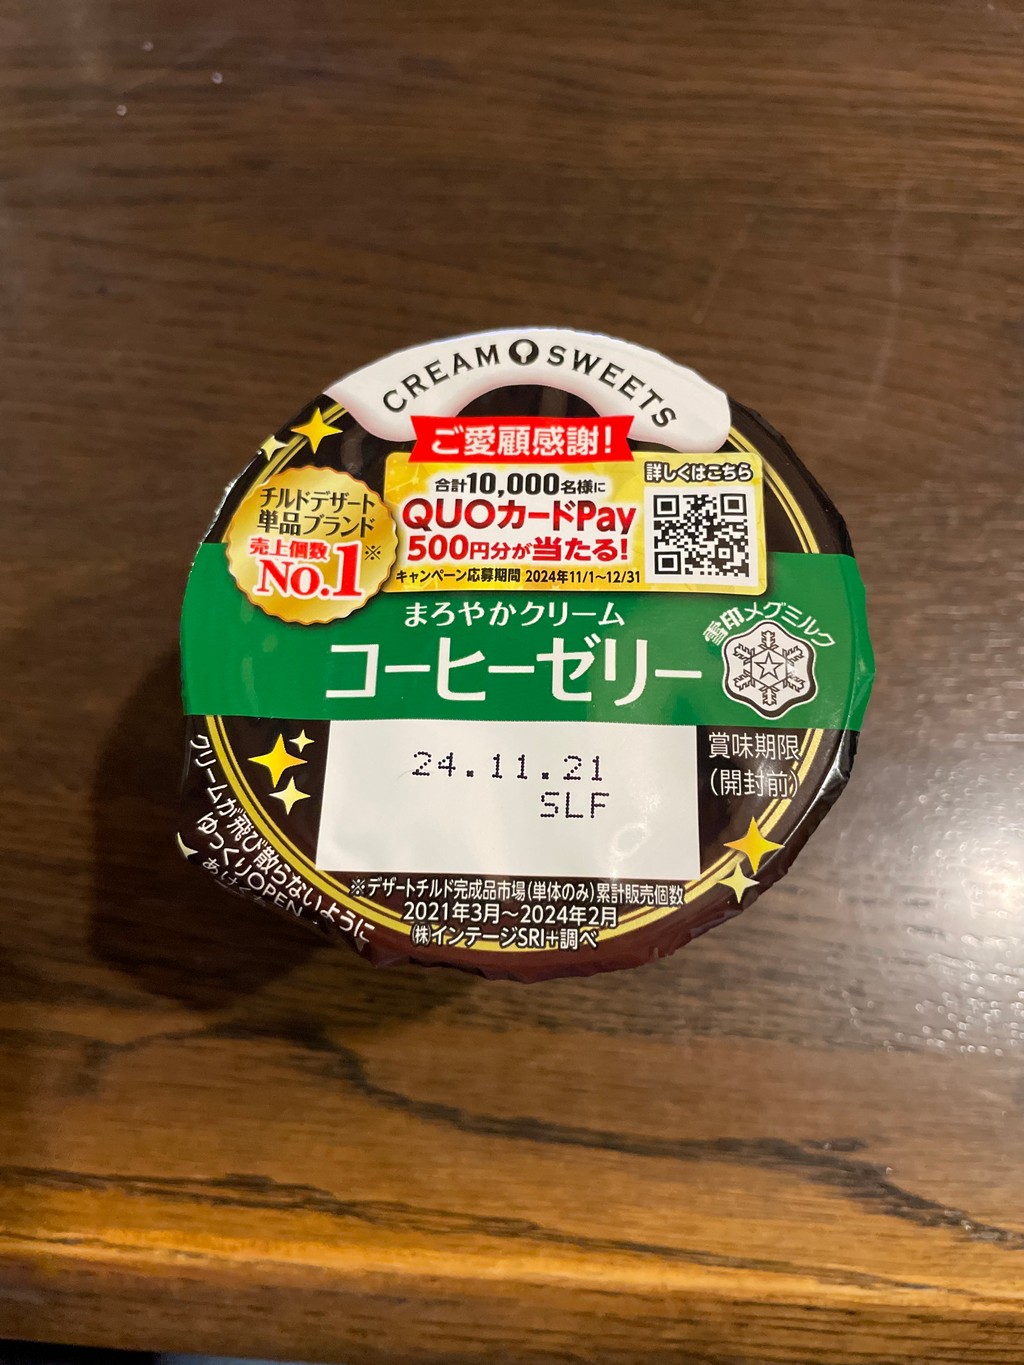 CREAM SWEETS
ご愛顧感謝!
合計10,000名様に
QUOカードPay
500円分が当たる!
キャンペーン応募期間 2024年11/1~12/31
詳しくはこちら
チルドデザート
単品ブランド
売上個数※
No.1
まろやかクリーム
コーヒーゼリー
雪印メグミルク
24.11.21
SLF
賞味期限
(開封前)
クリームが飛び散らないように
ゆっくりOPEN
※デザートチルド完成品市場(単体のみ)累計販売個数
2021年3月~2024年2月
㈱インテージSRI+調べ